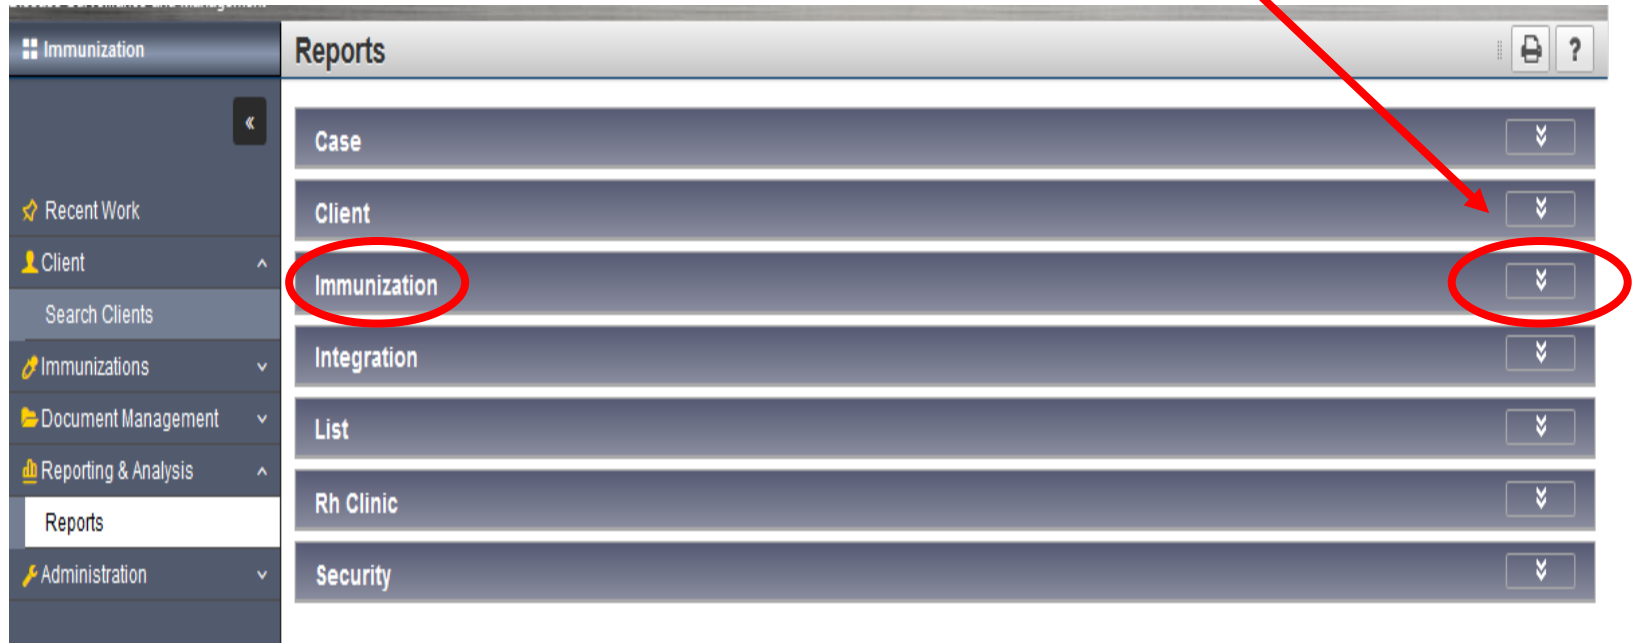 Immunization
Reports
?
Case
Recent Work
Client
Client
Immunization
Search Clients
Immunizations
Integration
Document Management
List
Reporting & Analysis
Rh Clinic
Reports
Administration
Security